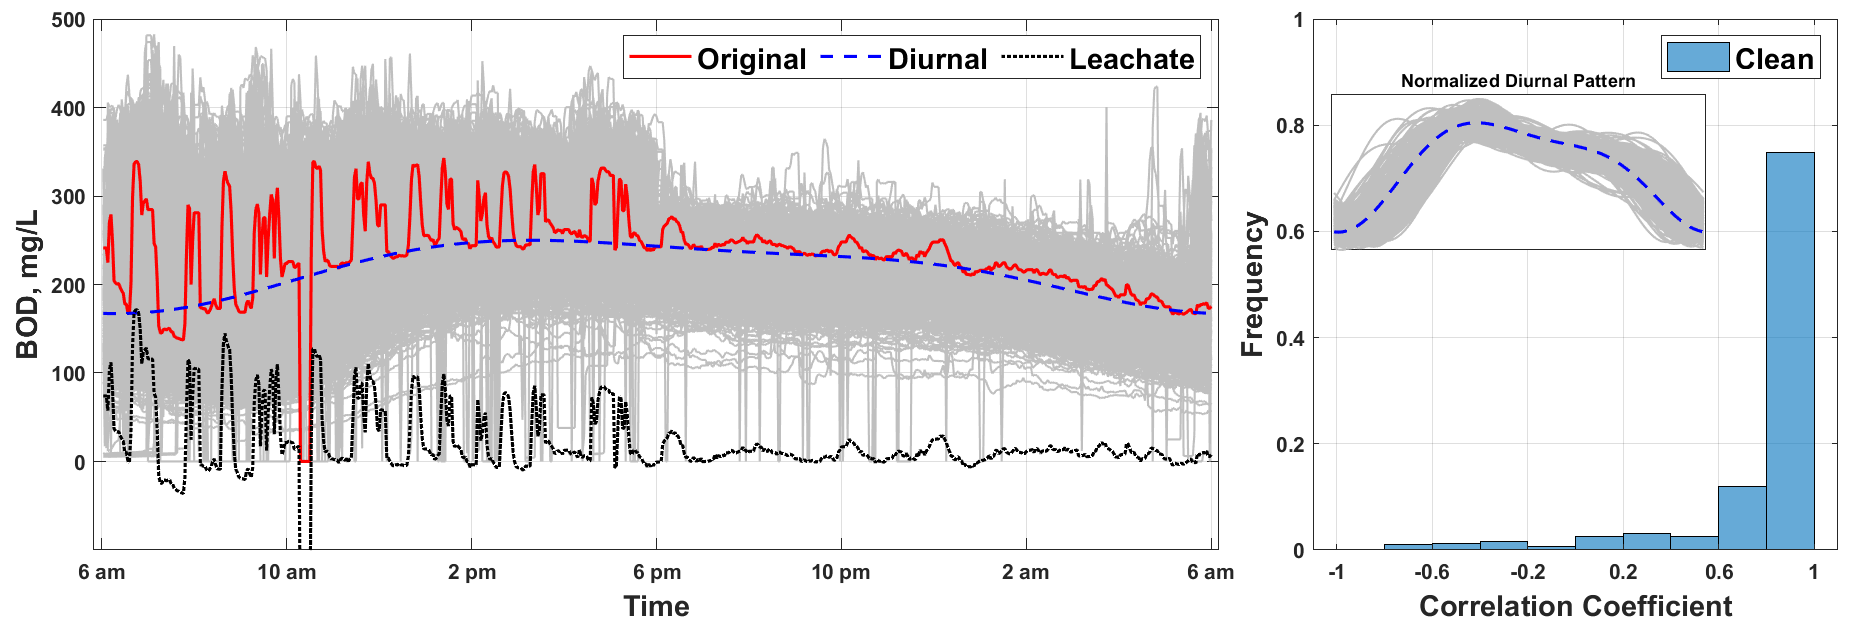 500
400
300
200
100
0
BOD, mg/L
Original Diurnal Leachate
6 am 10 am 2 pm 6 pm 10 pm 2 am 6 am
Time
1
0.8
0.6
0.4
0.2
0
Frequency
Clean
Normalized Diurnal Pattern
-1 -0.6 -0.2 0.2 0.6 1
Correlation Coefficient